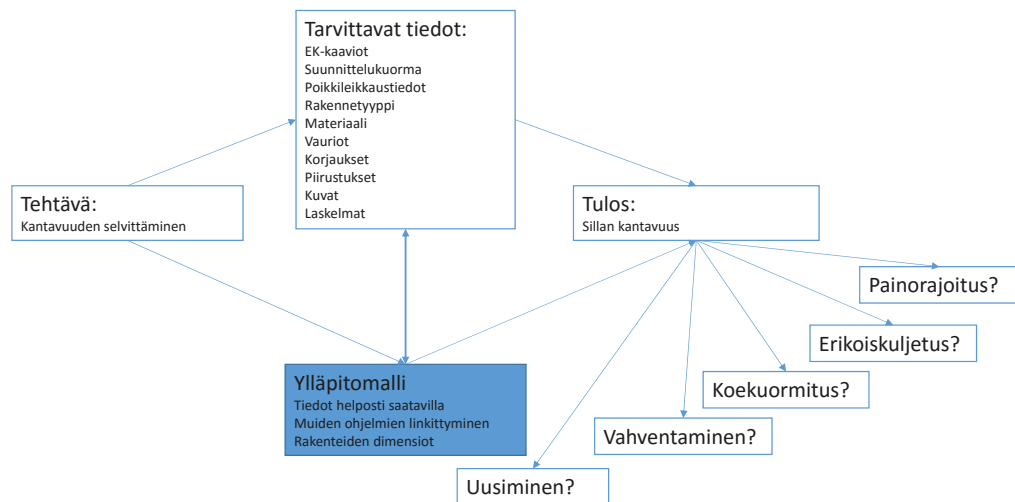 Tarvittavat tiedot:
EK-kaaviot
Suunnittelukuorma
Poikkileikkaustiedot
Rakennetyyppi
Materiaali
Vauriot
Korjaukset
Piirustukset
Kuvat
Laskelmat
Tehtävä:
Kantavuuden selvittäminen
Tulos:
Sillan kantavuus
Painorajoitus?
Erikoiskuljetus?
Ylläpitomalli
Tiedot helposti saatavilla
Muiden ohjelmien linkittyminen
Rakenteiden dimensiot
Koekuormitus?
Vahventaminen?
Uusiminen?